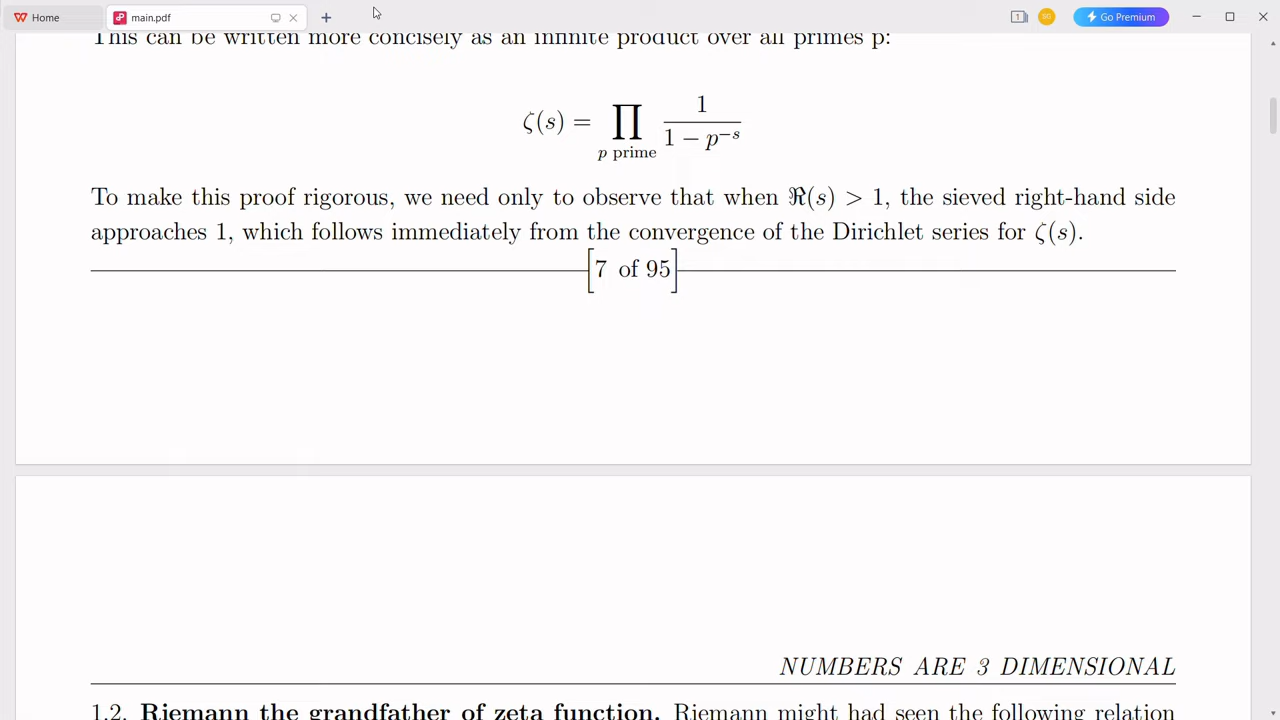 Home
main.pdf
1
SG
Go Premium
This can be written more concisely as an infinite product over all primes p:
ζ(s) = ∏ p prime 1 / (1 − p^−s)
To make this proof rigorous, we need only to observe that when ℜ(s) > 1, the sieved right-hand side
approaches 1, which follows immediately from the convergence of the Dirichlet series for ζ(s).
[7 of 95]
NUMBERS ARE 3 DIMENSIONAL
1.2. Riemann the grandfather of zeta function. Riemann might had seen the following relation